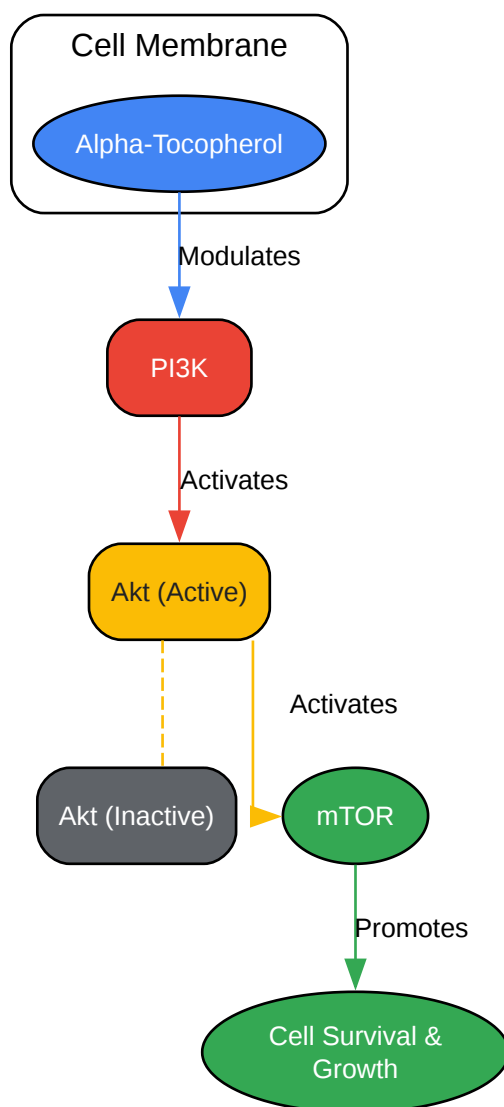 Cell Membrane
Alpha-Tocopherol
Modulates
PI3K
Activates
Akt (Active)
Activates
Akt (Inactive)
mTOR
Promotes
Cell Survival &
Growth